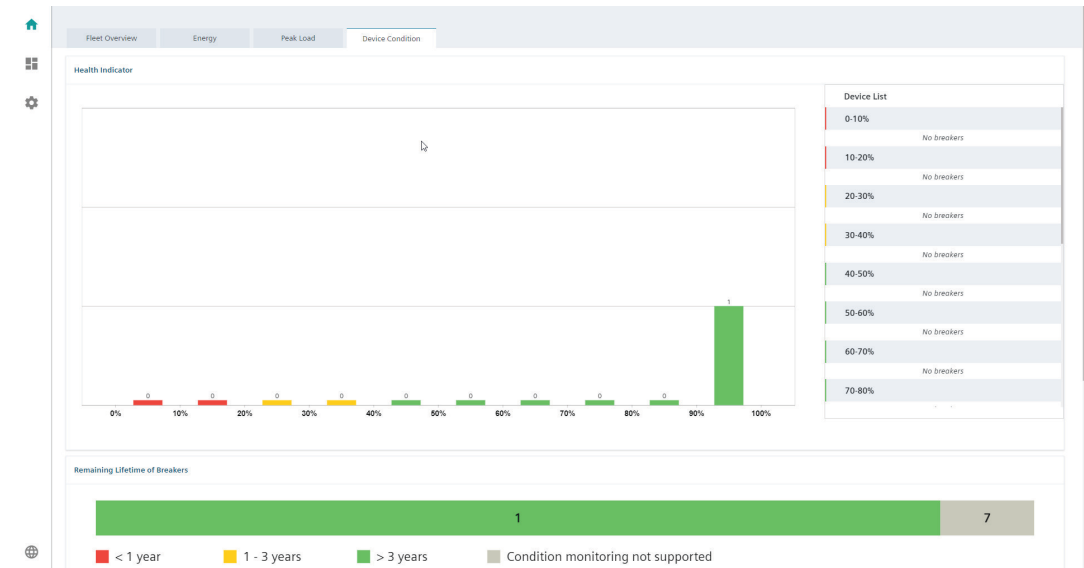 Fleet Overview Energy Peak Load Device Condition
Health Indicator
Device List
0-10%
No breakers
10-20%
No breakers
20-30%
No breakers
30-40%
No breakers
40-50%
No breakers
50-60%
No breakers
60-70%
No breakers
70-80%
1
0 0 0 0 0 0 0 0 0
0% 10% 20% 30% 40% 50% 60% 70% 80% 90% 100%
Remaining Lifetime of Breakers
1 7
< 1 year 1 - 3 years > 3 years Condition monitoring not supported